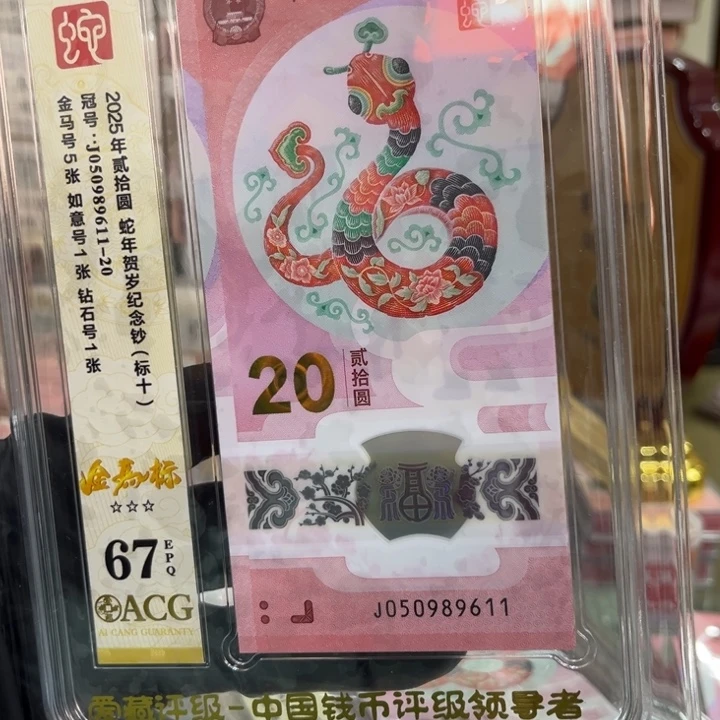 蛇
2025年贰拾圆 蛇年贺岁纪念钞(标十)
冠号:J050989611-20
金马号5张 如意号1张 钻石号1张
金马标
67 EPQ
ACG
AI CANG GUARANTY
20 贰拾圆
J050989611
爱藏评级-中国钱币评级领导者